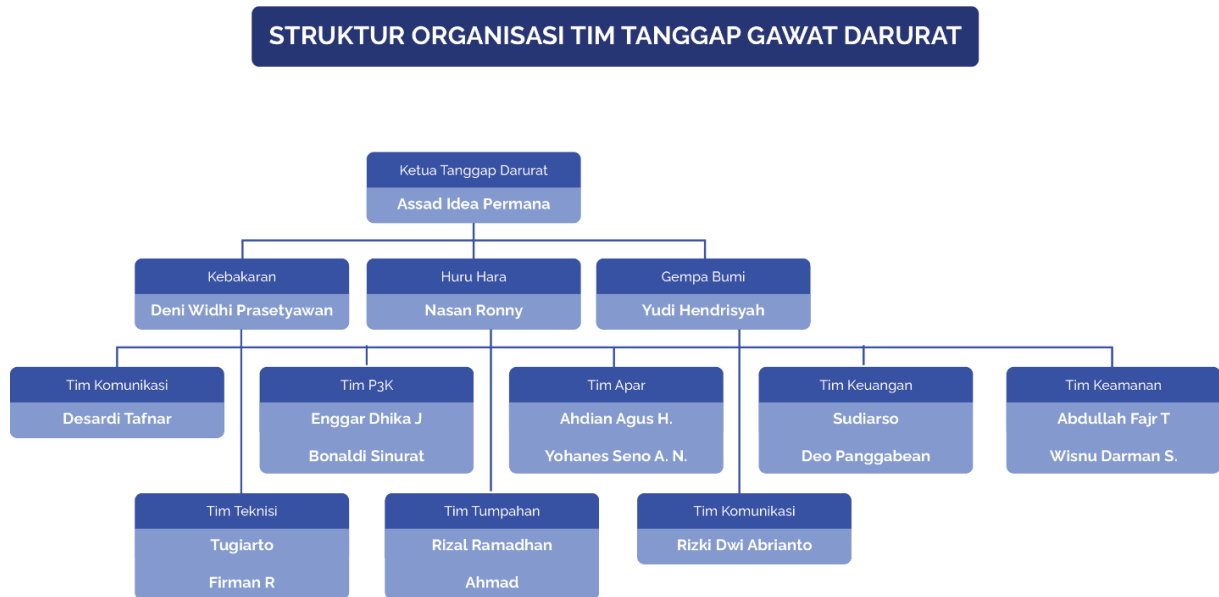 STRUKTUR ORGANISASI TIM TANGGAP GAWAT DARURAT
Ketua Tanggap Darurat
Assad Idea Permana
Kebakaran
Deni Widhi Prasetyawan
Huru Hara
Nasan Ronny
Gempa Bumi
Yudi Hendrisyah
Tim Komunikasi
Desardi Tafnar
Tim P3K
Enggar Dhika J
Bonaldi Sinurat
Tim Apar
Ahdian Agus H.
Yohanes Seno A. N.
Tim Keuangan
Sudiarso
Deo Panggabean
Tim Keamanan
Abdullah Fajr T
Wisnu Darman S.
Tim Teknisi
Tugiarto
Firman R
Tim Tumpahan
Rizal Ramadhan
Ahmad
Tim Komunikasi
Rizki Dwi Abrianto